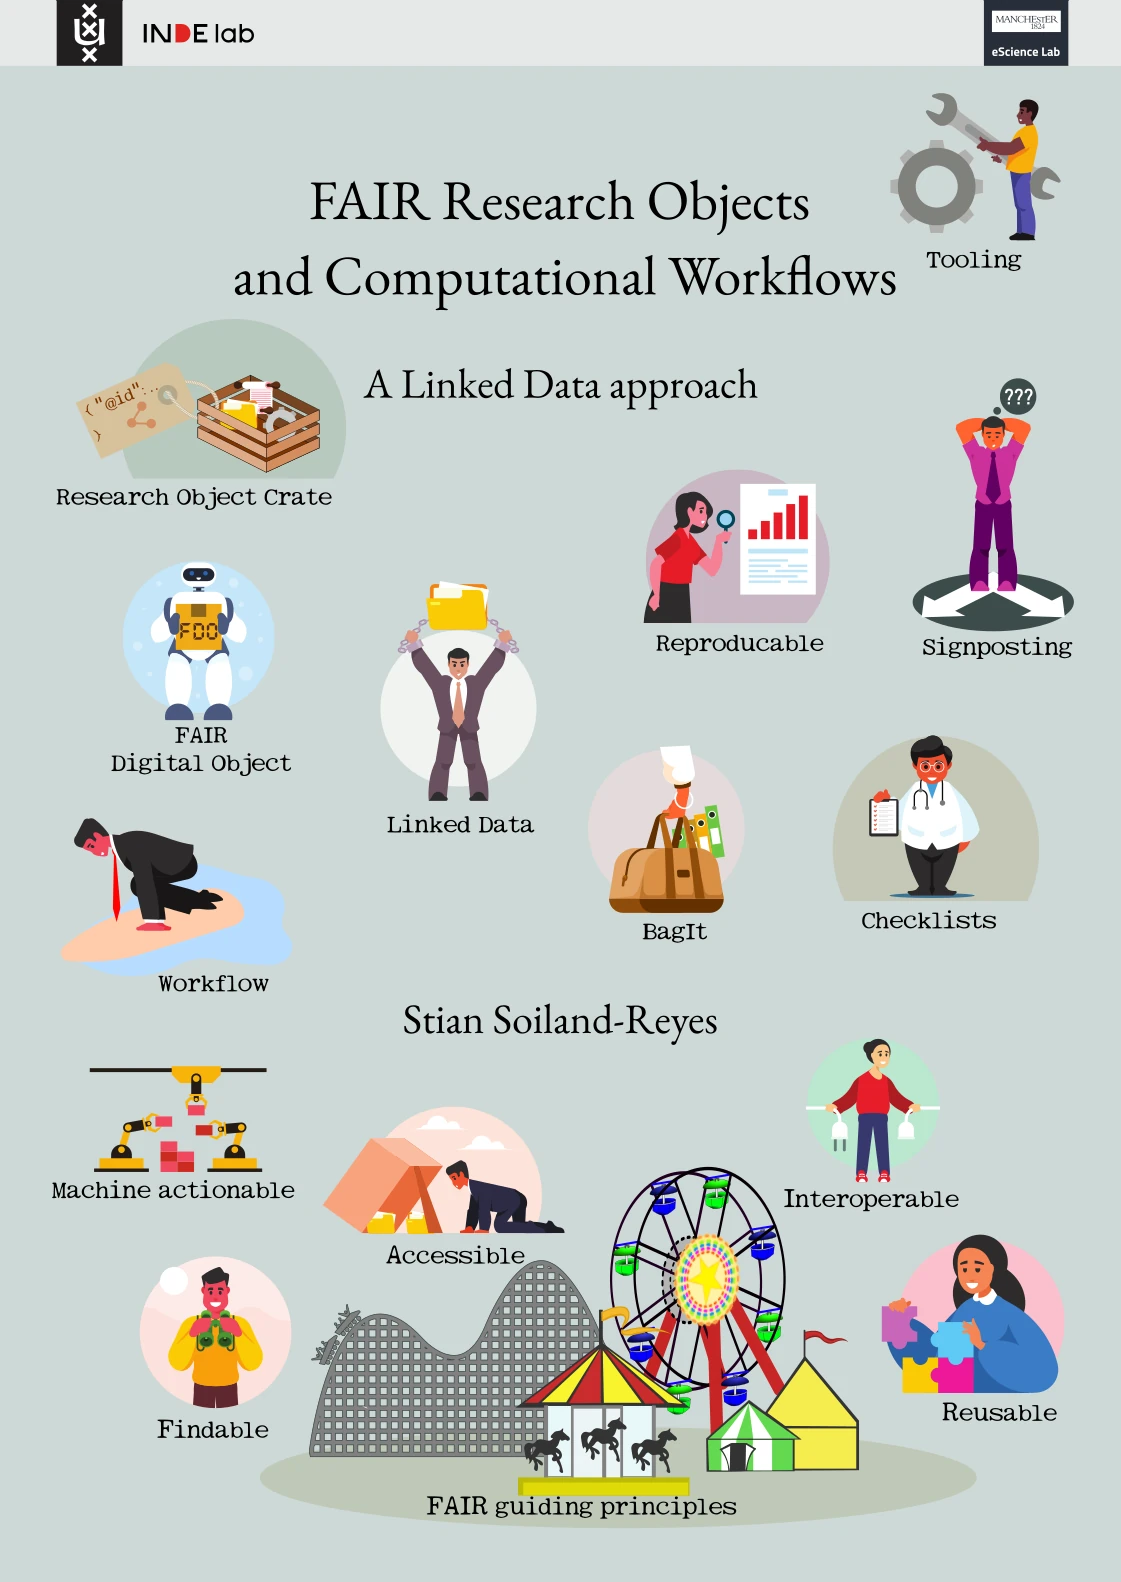 INDE lab
MANCHESTER
1824
eScience Lab
Tooling
FAIR Research Objects
and Computational Workflows
A Linked Data approach
{ "@id": ...
}
Research Object Crate
???
Reproducable
Signposting
FDO
FAIR
Digital Object
Linked Data
BagIt
Checklists
Workflow
Stian Soiland-Reyes
Machine actionable
Accessible
Interoperable
Findable
Reusable
FAIR guiding principles